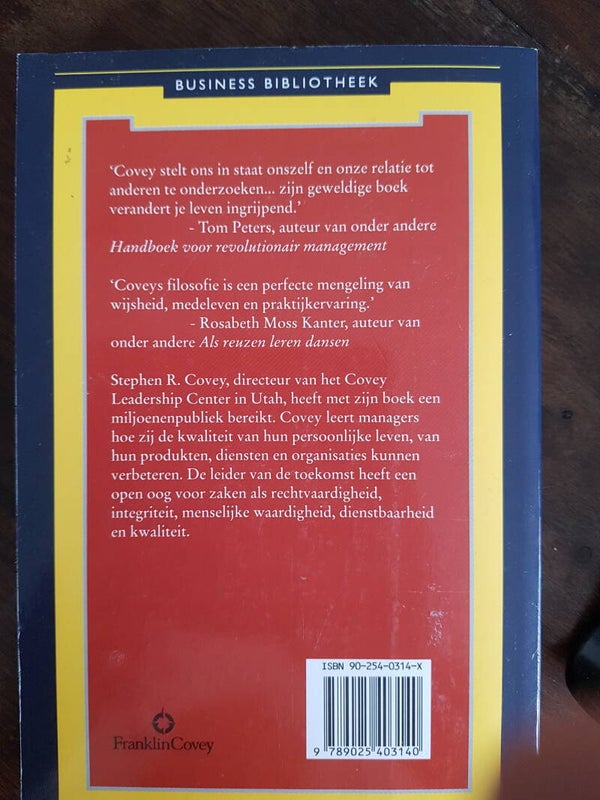 BUSINESS BIBLIOTHEEK
‘Covey stelt ons in staat onszelf en onze relatie tot
anderen te onderzoeken... zijn geweldige boek
verandert je leven ingrijpend.’
- Tom Peters, auteur van onder andere
Handboek voor revolutionair management
‘Coveys filosofie is een perfecte mengeling van
wijsheid, medeleven en praktijkervaring.’
- Rosabeth Moss Kanter, auteur van
onder andere Als reuzen leren dansen
Stephen R. Covey, directeur van het Covey
Leadership Center in Utah, heeft met zijn boek een
miljoenenpubliek bereikt. Covey leert managers
hoe zij de kwaliteit van hun persoonlijke leven, van
hun produkten, diensten en organisaties kunnen
verbeteren. De leider van de toekomst heeft een
open oog voor zaken als rechtvaardigheid,
integriteit, menselijke waardigheid, dienstbaarheid
en kwaliteit.
ISBN 90-254-0314-X
9 789025 403140
FranklinCovey